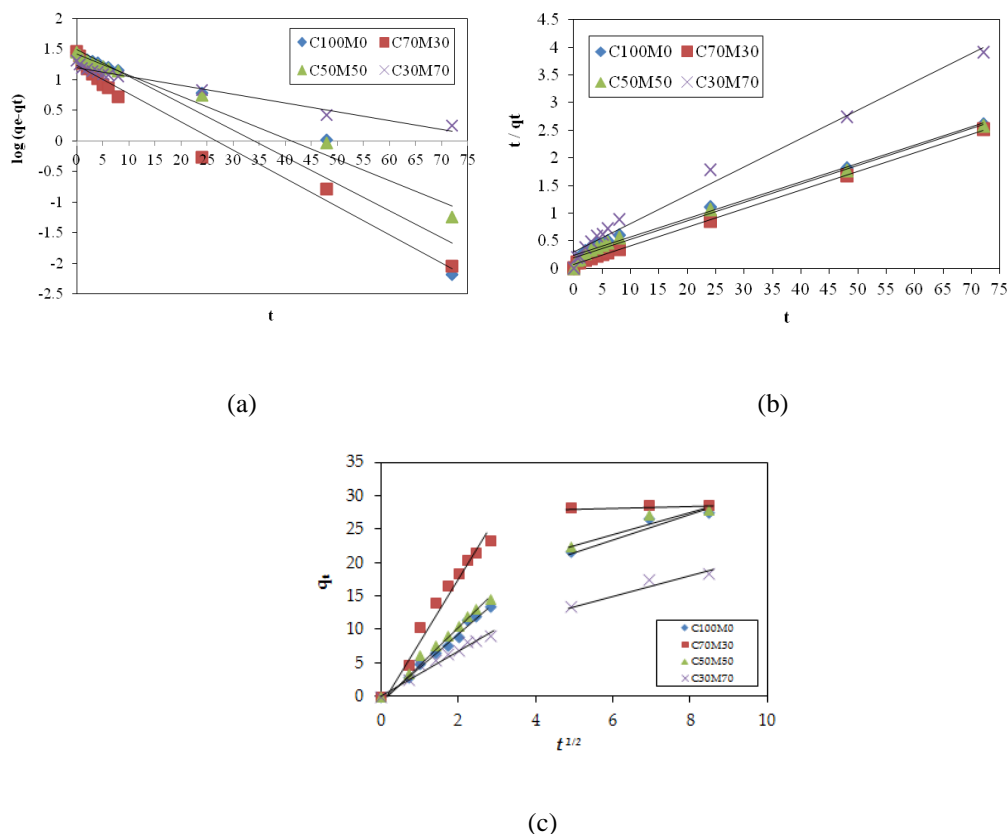 2
1.5
1
0.5
0
-0.5
-1
-1.5
-2
-2.5
log (qe-qt)
C100M0 C70M30
C50M50 C30M70
0 5 10 15 20 25 30 35 40 45 50 55 60 65 70 75
t
4.5
4
3.5
3
2.5
2
1.5
1
0.5
0
t / qt
C100M0 C70M30
C50M50 C30M70
0 5 10 15 20 25 30 35 40 45 50 55 60 65 70 75
t
(a)
(b)
35
30
25
20
15
10
5
0
qt
C100M0
C70M30
C50M50
C30M70
0 2 4 6 8 10
t 1/2
(c)